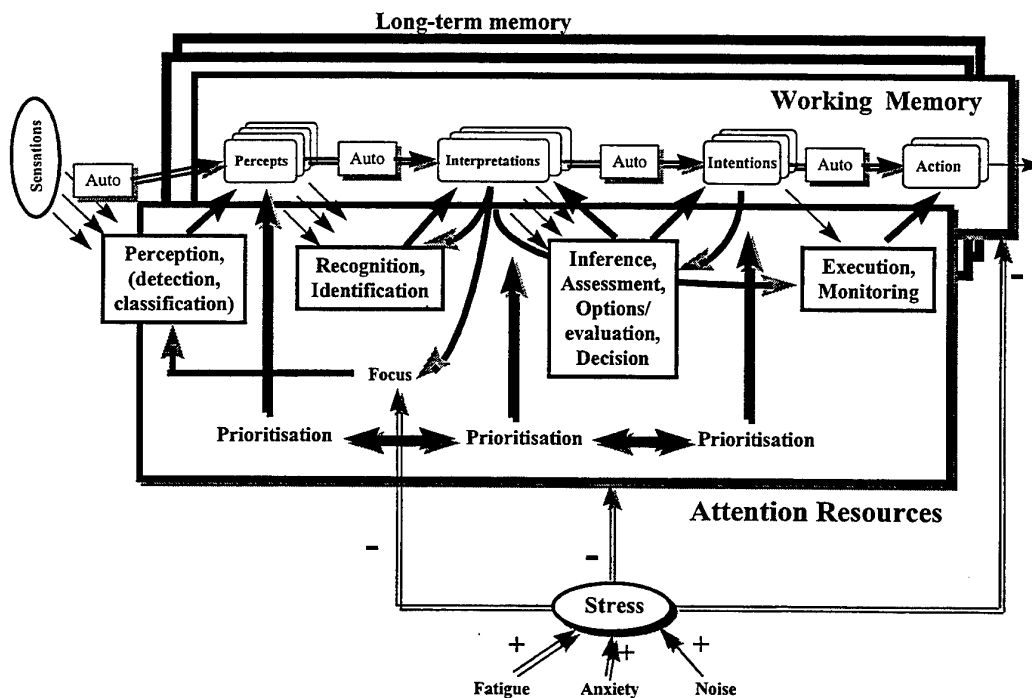 Long-term memory
Working Memory
Sensations
Auto
Percepts
Auto
Interpretations
Auto
Intentions
Auto
Action
Perception,
(detection,
classification)
Recognition,
Identification
Inference,
Assessment,
Options/
evaluation,
Decision
Execution,
Monitoring
-
Focus
Prioritisation
Prioritisation
Prioritisation
Attention Resources
-
-
Stress
+
+
+
Fatigue
Anxiety
Noise